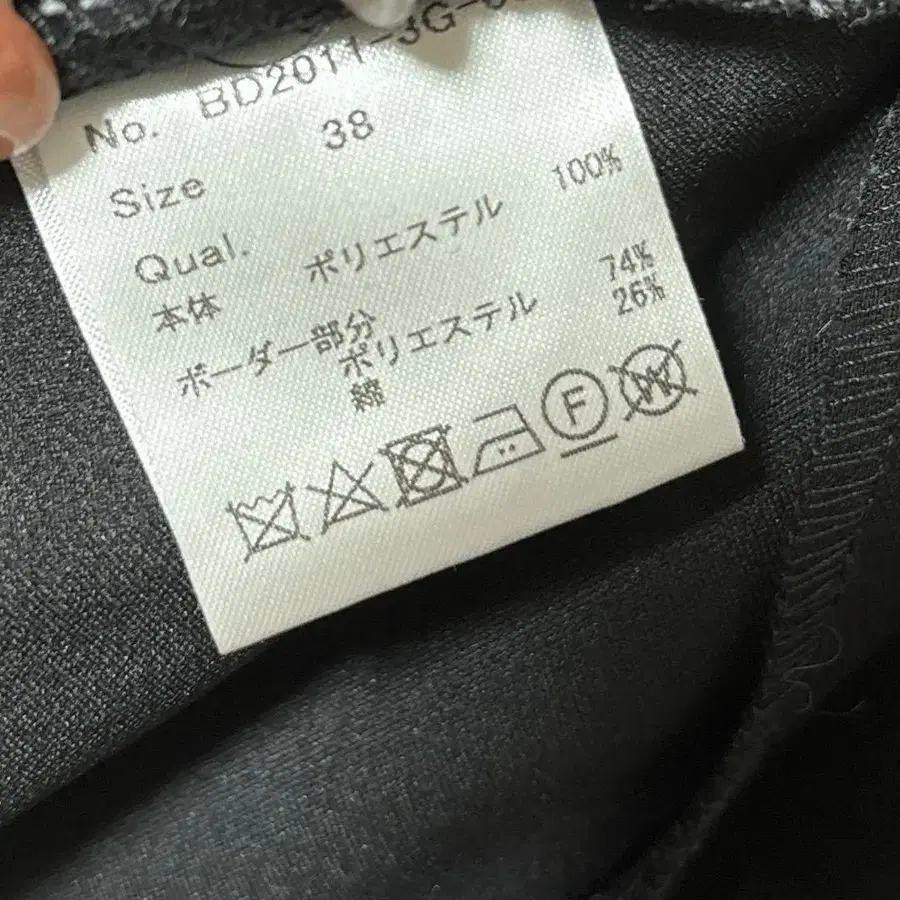 No. BD2011-3G-
Size 38
Qual.
本体 ポリエステル 100%
ボーダー部分
ポリエステル 74%
綿 26%
F W